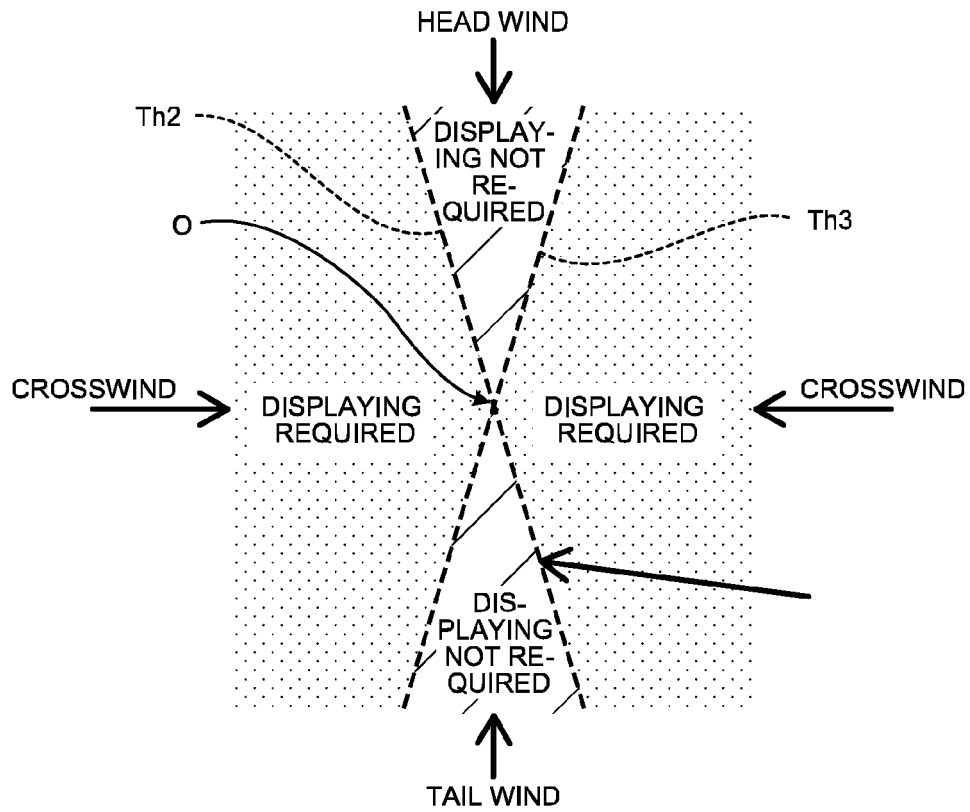 HEAD WIND
Th2
DISPLAY-
ING NOT
RE-
QUIRED
O
Th3
CROSSWIND
DISPLAYING
REQUIRED
DISPLAYING
REQUIRED
CROSSWIND
DIS-
PLAYING
NOT RE-
QUIRED
TAIL WIND